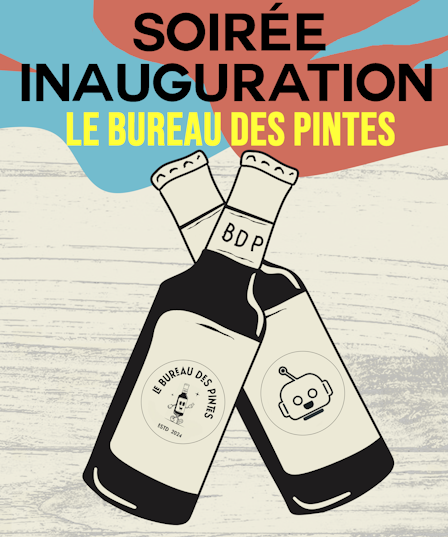 SOIRÉE
INAUGURATION
LE BUREAU DES PINTES
BDP
LE BUREAU DES PINTES
ESTD 2024